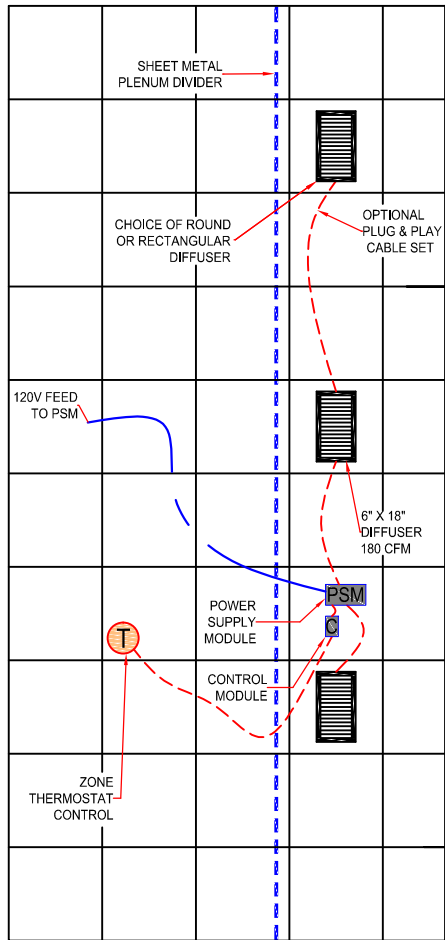 SHEET METAL
PLENUM DIVIDER
CHOICE OF ROUND
OR RECTANGULAR
DIFFUSER
OPTIONAL
PLUG & PLAY
CABLE SET
120V FEED
TO PSM
6" X 18"
DIFFUSER
180 CFM
PSM
POWER
SUPPLY
MODULE
C
T
CONTROL
MODULE
ZONE
THERMOSTAT
CONTROL